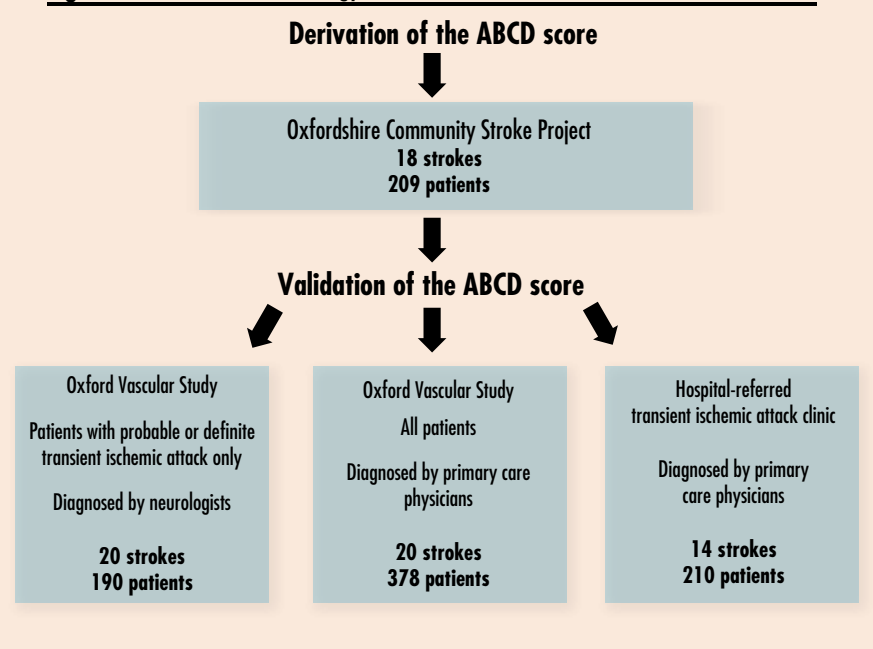 Derivation of the ABCD score
Oxfordshire Community Stroke Project
18 strokes
209 patients
Validation of the ABCD score
Oxford Vascular Study
Patients with probable or definite
transient ischemic attack only
Diagnosed by neurologists
20 strokes
190 patients
Oxford Vascular Study
All patients
Diagnosed by primary care
physicians
20 strokes
378 patients
Hospital-referred
transient ischemic attack clinic
Diagnosed by primary
care physicians
14 strokes
210 patients